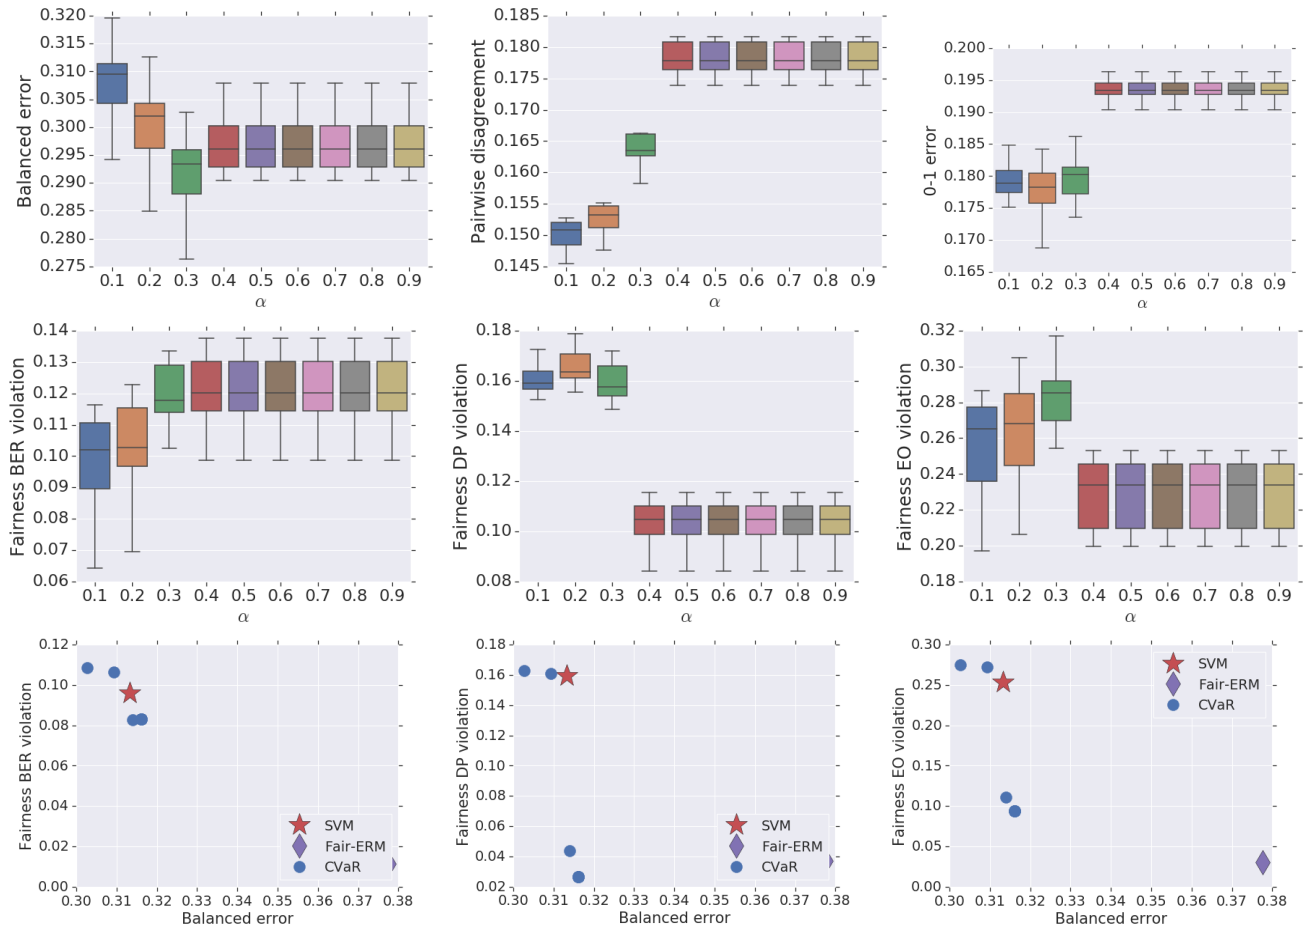 Balanced error
0.320
0.315
0.310
0.305
0.300
0.295
0.290
0.285
0.280
0.275
0.1 0.2 0.3 0.4 0.5 0.6 0.7 0.8 0.9
α
Pairwise disagreement
0.185
0.180
0.175
0.170
0.165
0.160
0.155
0.150
0.145
0.1 0.2 0.3 0.4 0.5 0.6 0.7 0.8 0.9
α
0-1 error
0.200
0.195
0.190
0.185
0.180
0.175
0.170
0.165
0.1 0.2 0.3 0.4 0.5 0.6 0.7 0.8 0.9
α
Fairness BER violation
0.14
0.13
0.12
0.11
0.10
0.09
0.08
0.07
0.06
0.1 0.2 0.3 0.4 0.5 0.6 0.7 0.8 0.9
α
Fairness DP violation
0.18
0.16
0.14
0.12
0.10
0.08
0.1 0.2 0.3 0.4 0.5 0.6 0.7 0.8 0.9
α
Fairness EO violation
0.32
0.30
0.28
0.26
0.24
0.22
0.20
0.18
0.1 0.2 0.3 0.4 0.5 0.6 0.7 0.8 0.9
α
Fairness BER violation
0.12
0.10
0.08
0.06
0.04
0.02
0.00
SVM
Fair-ERM
CVaR
0.30 0.31 0.32 0.33 0.34 0.35 0.36 0.37 0.38
Balanced error
Fairness DP violation
0.18
0.16
0.14
0.12
0.10
0.08
0.06
0.04
0.02
SVM
Fair-ERM
CVaR
0.30 0.31 0.32 0.33 0.34 0.35 0.36 0.37 0.38
Balanced error
Fairness EO violation
0.30
0.25
0.20
0.15
0.10
0.05
0.00
SVM
Fair-ERM
CVaR
0.30 0.31 0.32 0.33 0.34 0.35 0.36 0.37 0.38
Balanced error